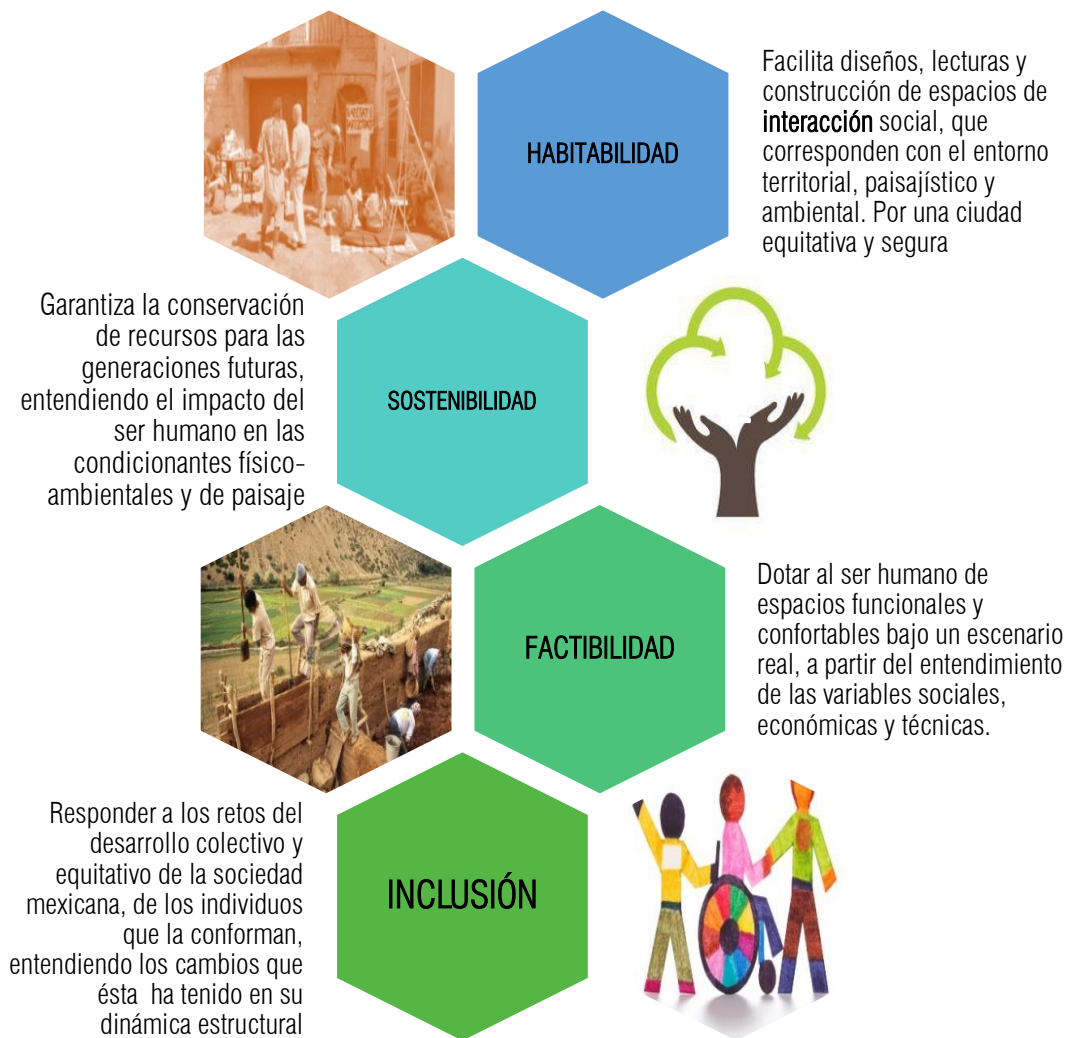 HABITABILIDAD
Facilita diseños, lecturas y
construcción de espacios de
interacción social, que
corresponden con el entorno
territorial, paisajístico y
ambiental. Por una ciudad
equitativa y segura
Garantiza la conservación
de recursos para las
generaciones futuras,
entendiendo el impacto del
ser humano en las
condicionantes físico-
ambientales y de paisaje
SOSTENIBILIDAD
FACTIBILIDAD
Dotar al ser humano de
espacios funcionales y
confortables bajo un escenario
real, a partir del entendimiento
de las variables sociales,
económicas y técnicas.
Responder a los retos del
desarrollo colectivo y
equitativo de la sociedad
mexicana, de los individuos
que la conforman,
entendiendo los cambios que
ésta  ha tenido en su
dinámica estructural
INCLUSIÓN